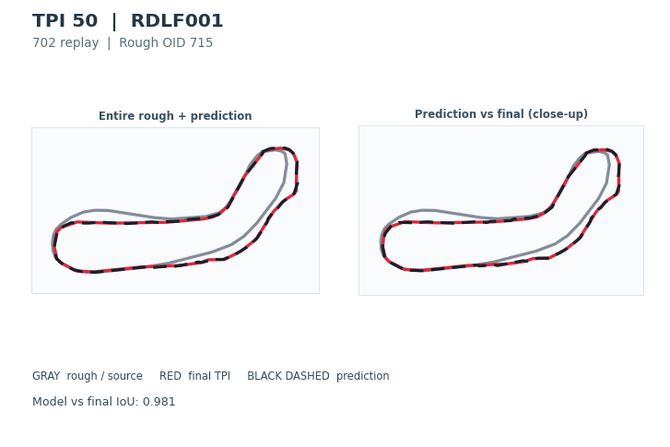 TPI 50 | RDLF001
702 replay | Rough OID 715
Entire rough + prediction
Prediction vs final (close-up)
GRAY rough / source RED final TPI BLACK DASHED prediction
Model vs final IoU: 0.981